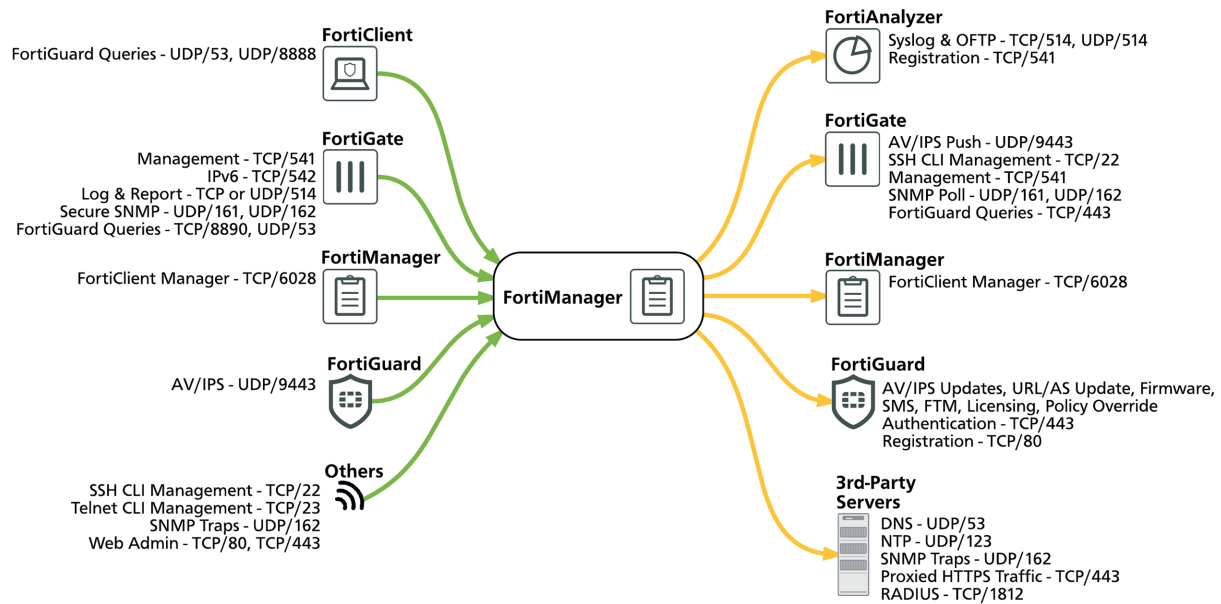 FortiClient
FortiGuard Queries - UDP/53, UDP/8888
FortiGate
Management - TCP/541
IPv6 - TCP/542
Log & Report - TCP or UDP/514
Secure SNMP - UDP/161, UDP/162
FortiGuard Queries - TCP/8890, UDP/53
FortiManager
FortiClient Manager - TCP/6028
FortiGuard
AV/IPS - UDP/9443
Others
SSH CLI Management - TCP/22
Telnet CLI Management - TCP/23
SNMP Traps - UDP/162
Web Admin - TCP/80, TCP/443
FortiManager
FortiAnalyzer
Syslog & OFTP - TCP/514, UDP/514
Registration - TCP/541
FortiGate
AV/IPS Push - UDP/9443
SSH CLI Management - TCP/22
Management - TCP/541
SNMP Poll - UDP/161, UDP/162
FortiGuard Queries - TCP/443
FortiManager
FortiClient Manager - TCP/6028
FortiGuard
AV/IPS Updates, URL/AS Update, Firmware,
SMS, FTM, Licensing, Policy Override
Authentication - TCP/443
Registration - TCP/80
3rd-Party
Servers
DNS - UDP/53
NTP - UDP/123
SNMP Traps - UDP/162
Proxied HTTPS Traffic - TCP/443
RADIUS - TCP/1812